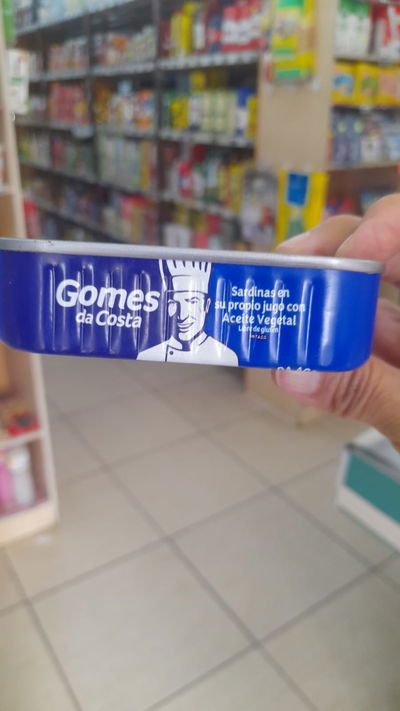 Gomes
da Costa
Sardinas en
su propio jugo con
Aceite Vegetal
Libre de gluten